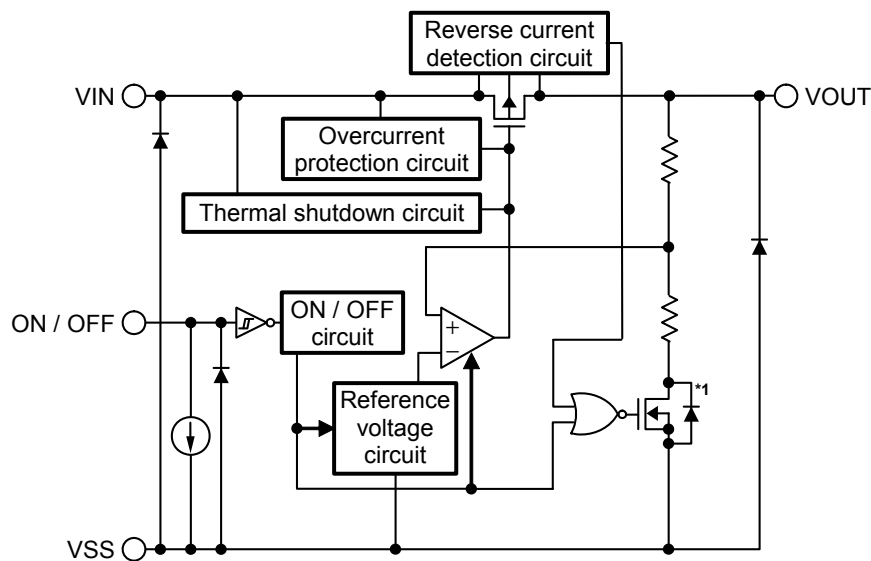 Reverse current
detection circuit
VIN
VOUT
Overcurrent
protection circuit
Thermal shutdown circuit
ON / OFF
ON / OFF
circuit
+
−
*1
Reference
voltage
circuit
VSS